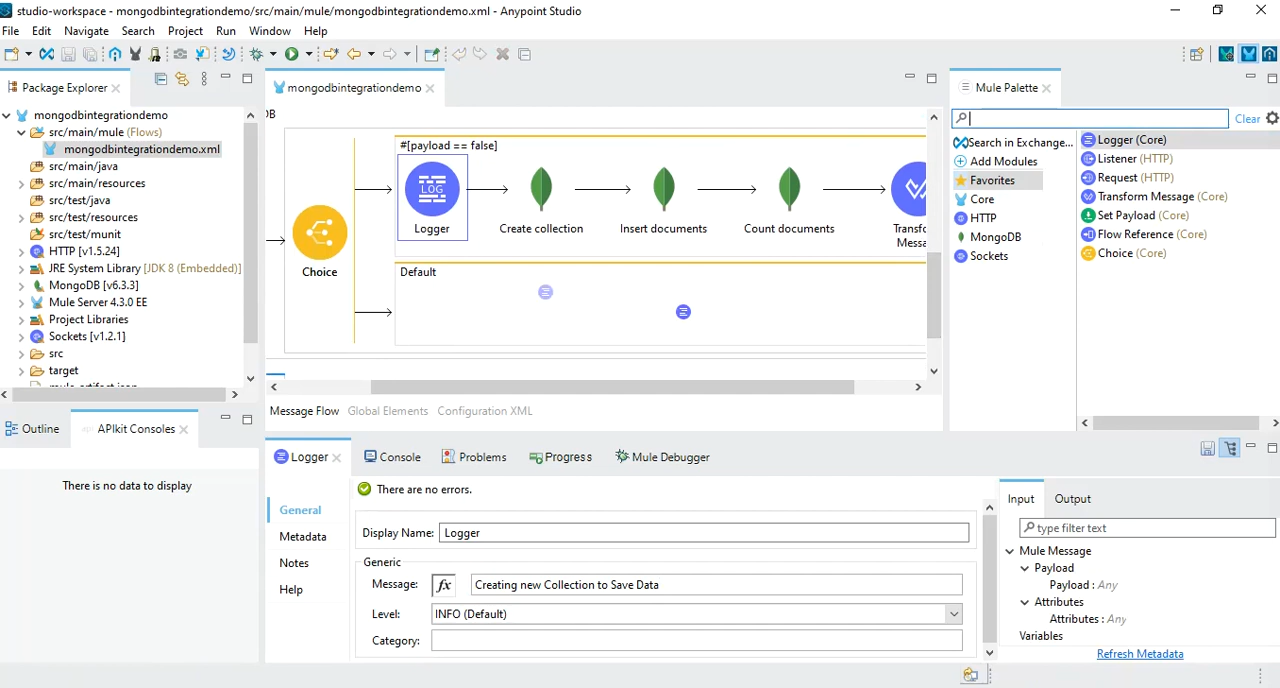 studio-workspace - mongodbintegrationdemo/src/main/mule/mongodbintegrationdemo.xml - Anypoint Studio
File Edit Navigate Search Project Run Window Help
Package Explorer
mongodbintegrationdemo
src/main/mule (Flows)
mongodbintegrationdemo.xml
src/main/java
src/main/resources
src/test/java
src/test/resources
src/test/munit
HTTP [v1.5.24]
JRE System Library [JDK 8 (Embedded)]
MongoDB [v6.3.3]
Mule Server 4.3.0 EE
Project Libraries
Sockets [v1.2.1]
src
target
mule-artifact.json
Outline
APIkit Consoles
There is no data to display
mongodbintegrationdemo
DB
#[payload == false]
LOG
Logger
Create collection
Insert documents
Count documents
Transfo
Messa
Choice
Default
Message Flow Global Elements Configuration XML
Mule Palette
Clear
Search in Exchange...
Add Modules
Favorites
Core
HTTP
MongoDB
Sockets
Logger (Core)
Listener (HTTP)
Request (HTTP)
Transform Message (Core)
Set Payload (Core)
Flow Reference (Core)
Choice (Core)
Logger
Console
Problems
Progress
Mule Debugger
General
Metadata
Notes
Help
There are no errors.
Display Name: Logger
Generic
Message: fx Creating new Collection to Save Data
Level: INFO (Default)
Category:
Input
Output
type filter text
Mule Message
Payload
Payload : Any
Attributes
Attributes : Any
Variables
Refresh Metadata